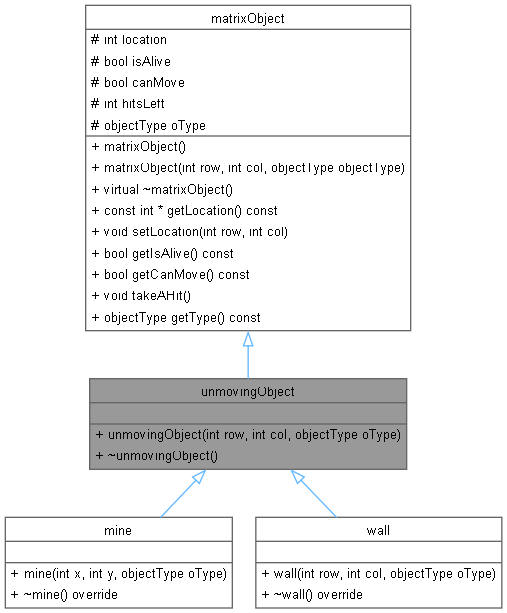 matrixObject
# int location
# bool isAlive
# bool canMove
# int hitsLeft
# objectType oType
+ matrixObject()
+ matrixObject(int row, int col, objectType objectType)
+ virtual ~matrixObject()
+ const int * getLocation() const
+ void setLocation(int row, int col)
+ bool getIsAlive() const
+ bool getCanMove() const
+ void takeAHit()
+ objectType getType() const
unmovingObject
+ unmovingObject(int row, int col, objectType oType)
+ ~unmovingObject()
mine
+ mine(int x, int y, objectType oType)
+ ~mine() override
wall
+ wall(int row, int col, objectType oType)
+ ~wall() override